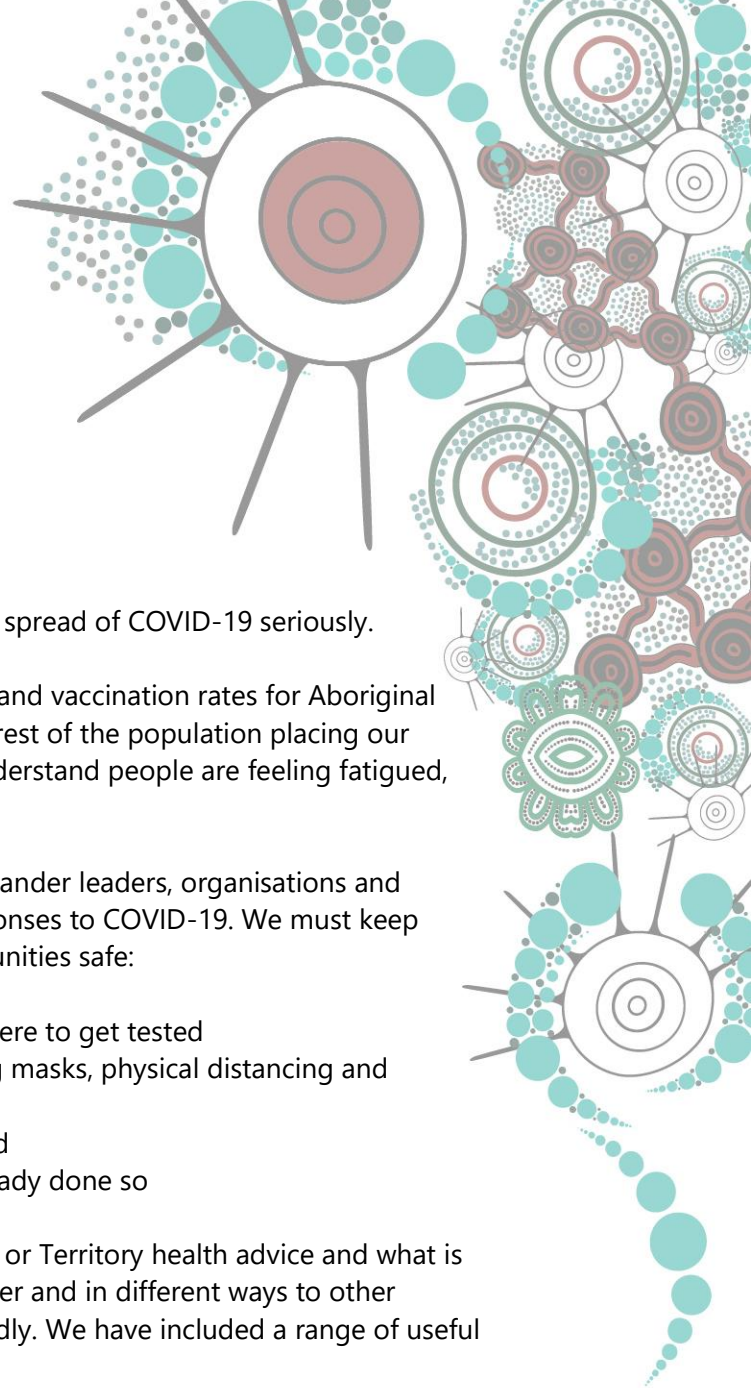 spread of COVID-19 seriously.
and vaccination rates for Aboriginal
rest of the population placing our
derstand people are feeling fatigued,
ander leaders, organisations and
onses to COVID-19. We must keep
unities safe:
ere to get tested
g masks, physical distancing and
d
ady done so
or Territory health advice and what is
er and in different ways to other
dly. We have included a range of useful